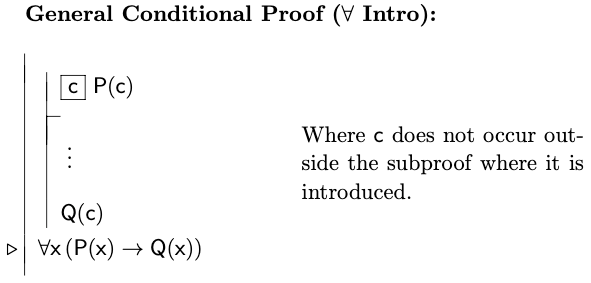 General Conditional Proof (∀ Intro):
c P(c)
⋮
Where c does not occur out-
side the subproof where it is
introduced.
Q(c)
▷ ∀x (P(x) → Q(x))